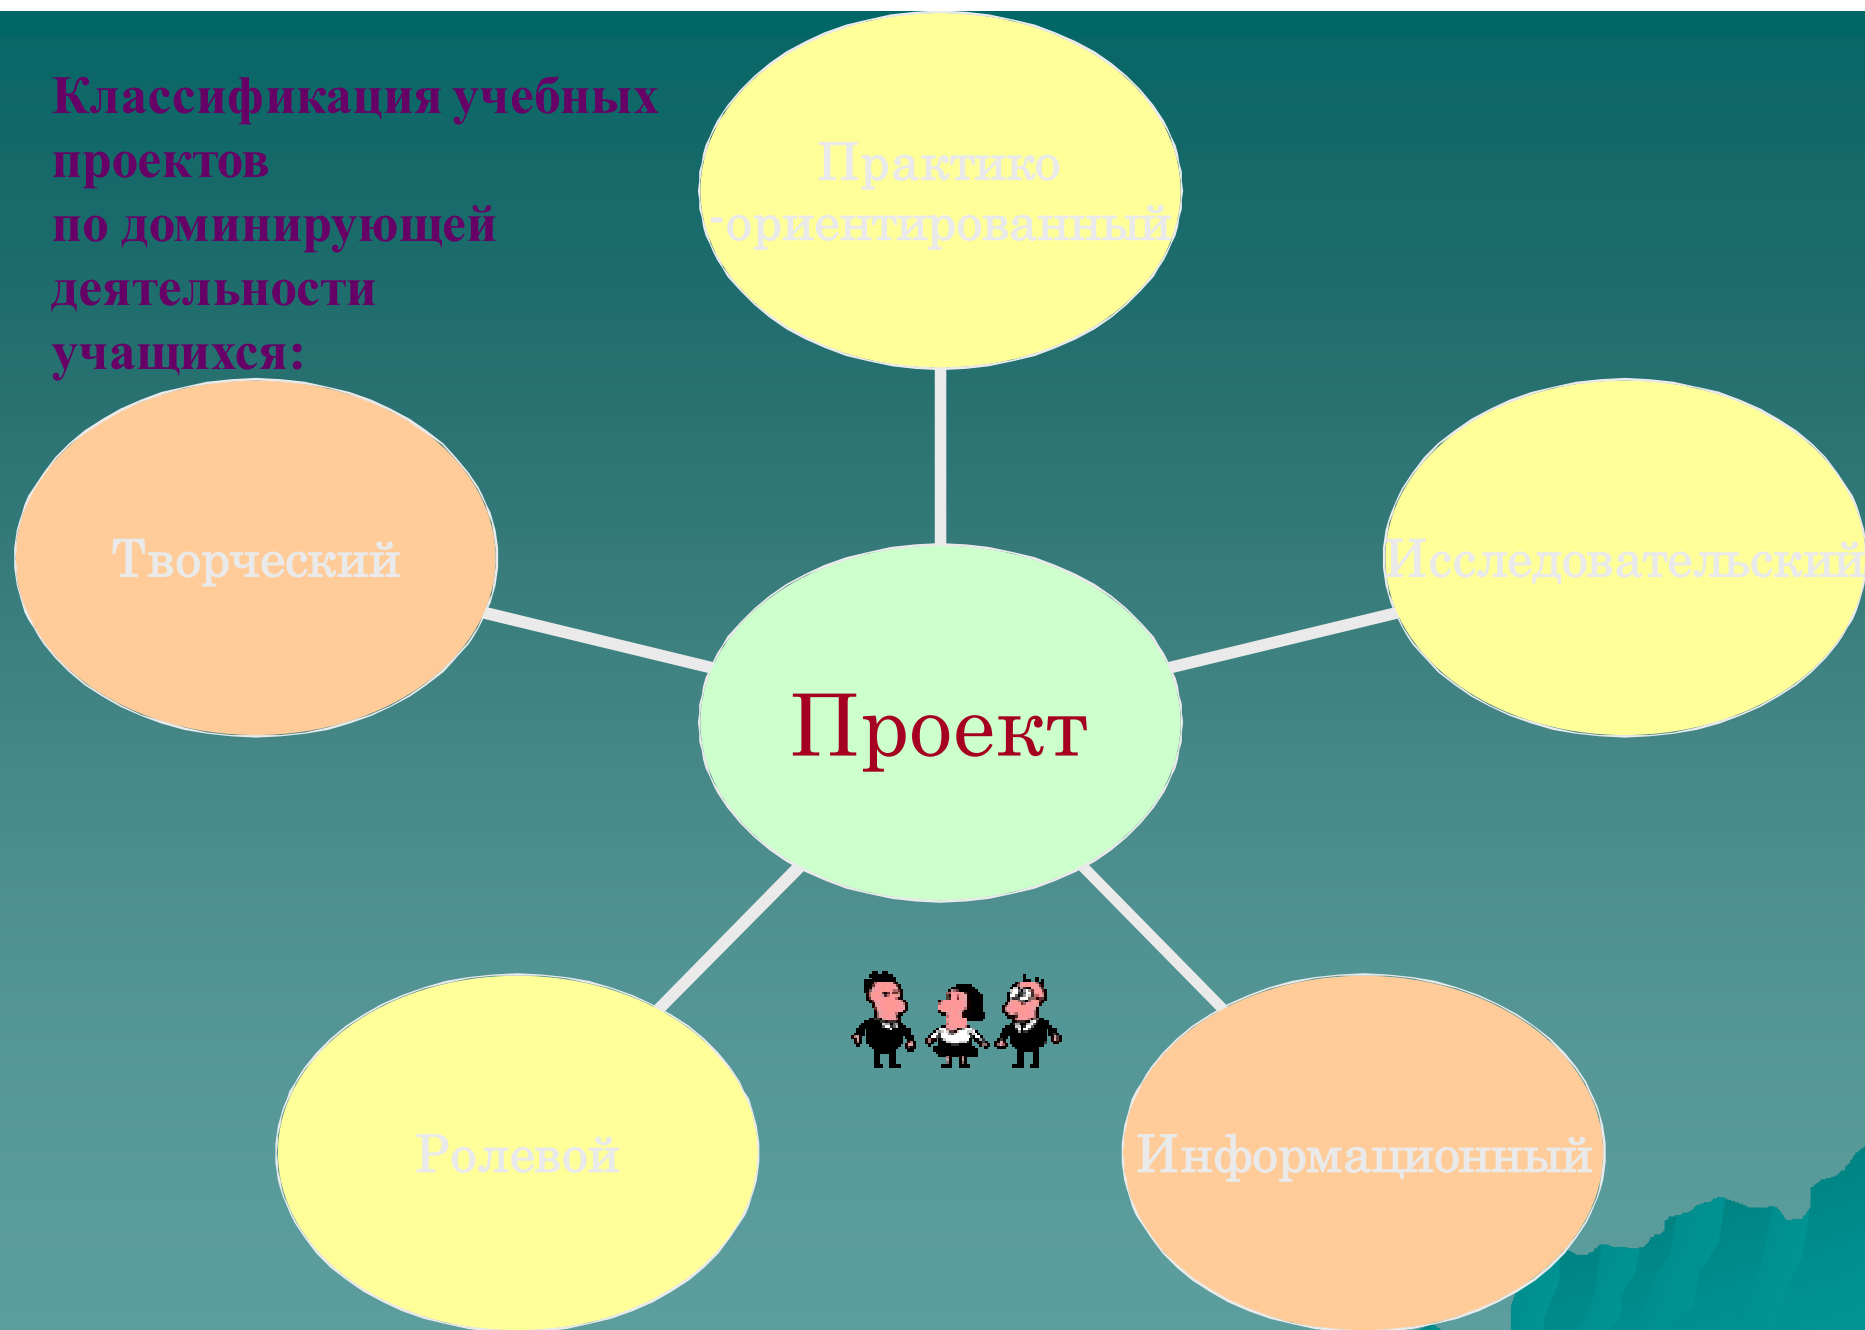 Классификация учебных
проектов
по доминирующей
деятельности
учащихся:
Практико
-ориентированный
Творческий
Исследовательский
Проект
Ролевой
Информационный